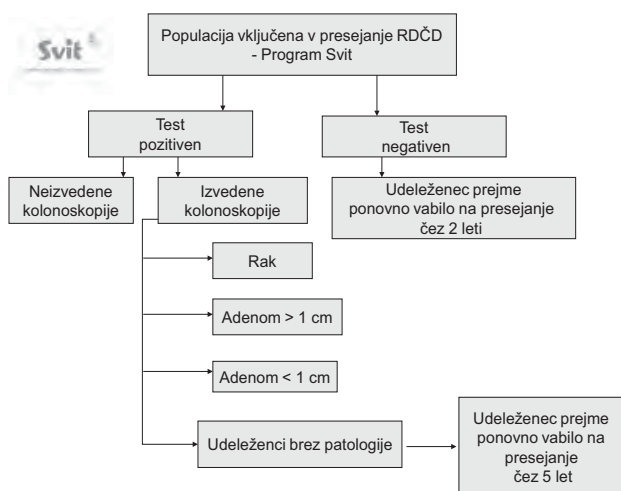 Svit
Populacija vključena v presejanje RDČD
- Program Svit
Test
pozitiven
Test
negativen
Neizvedene
kolonoskopije
Izvedene
kolonoskopije
Udeleženec prejme
ponovno vabilo na presejanje
čez 2 leti
Rak
Adenom > 1 cm
Adenom < 1 cm
Udeleženci brez patologije
Udeleženec prejme
ponovno vabilo na
presejanje
čez 5 let